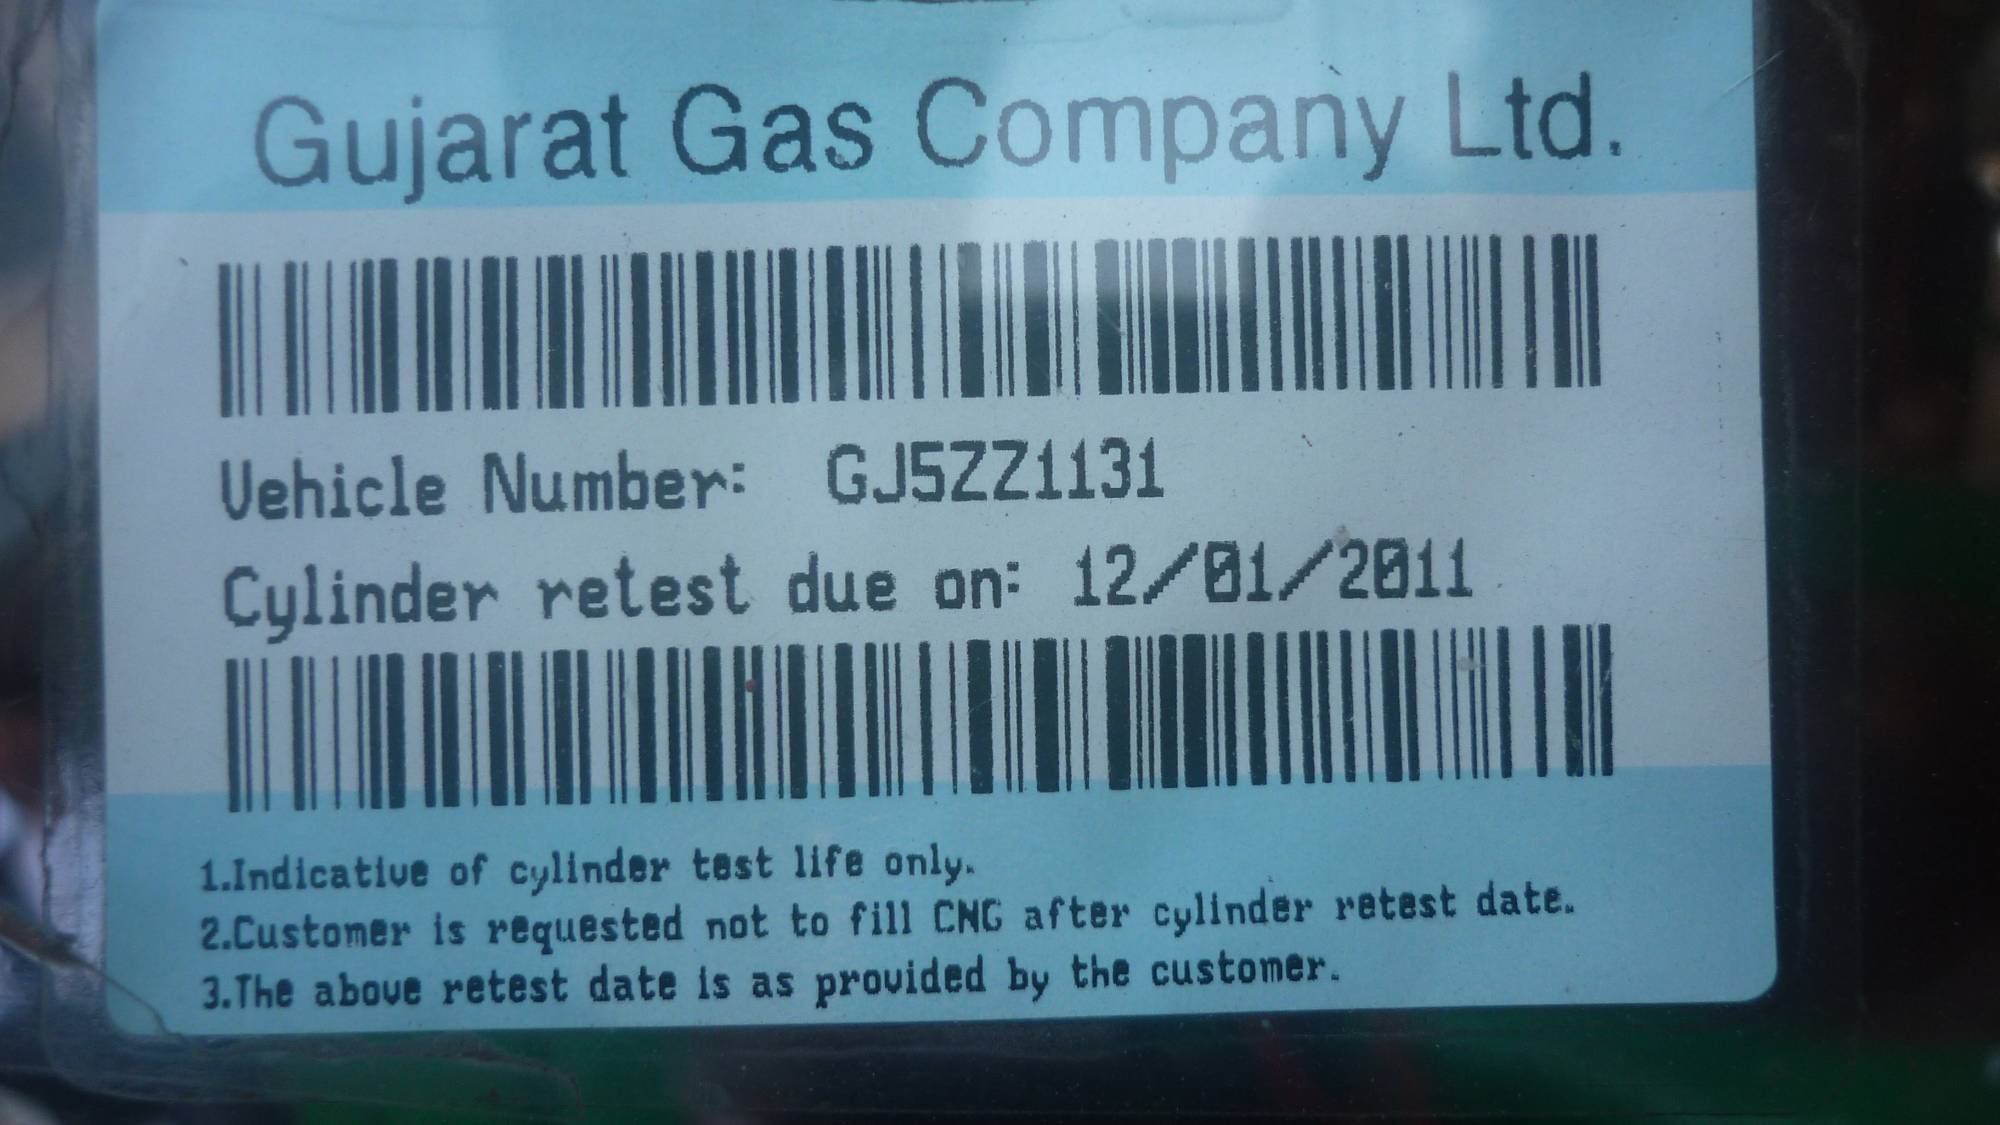 Gujarat Gas Company Ltd.
Vehicle Number: GJ5ZZ1131
Cylinder retest due on: 12/01/2011
1.Indicative of cylinder test life only.
2.Customer is requested not to fill CNG after cylinder retest date.
3.The above retest date is as provided by the customer.